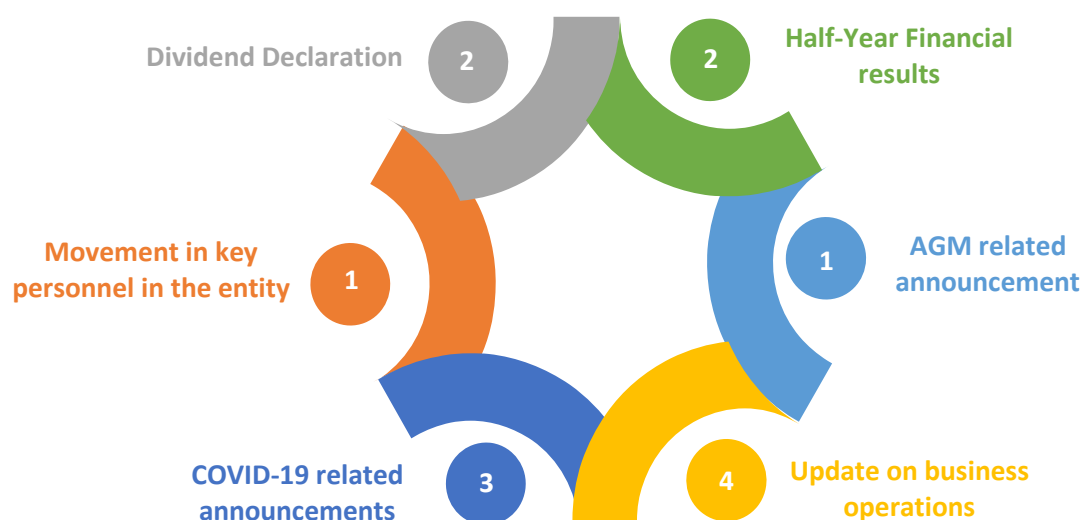 Dividend Declaration
2
2
Half-Year Financial
results
Movement in key
personnel in the entity
1
1
AGM related
announcement
COVID-19 related
announcements
3
4
Update on business
operations